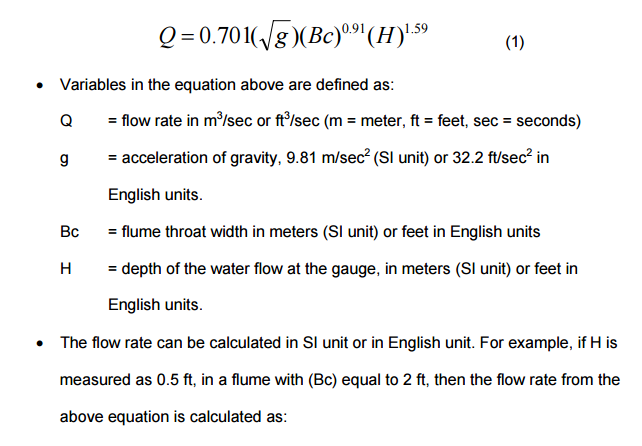 Q = 0.701(√g)(Bc)^0.91(H)^1.59 (1)
• Variables in the equation above are defined as:
Q = flow rate in m³/sec or ft³/sec (m = meter, ft = feet, sec = seconds)
g = acceleration of gravity, 9.81 m/sec² (SI unit) or 32.2 ft/sec² in
English units.
Bc = flume throat width in meters (SI unit) or feet in English units
H = depth of the water flow at the gauge, in meters (SI unit) or feet in
English units.
• The flow rate can be calculated in SI unit or in English unit. For example, if H is
measured as 0.5 ft, in a flume with (Bc) equal to 2 ft, then the flow rate from the
above equation is calculated as: